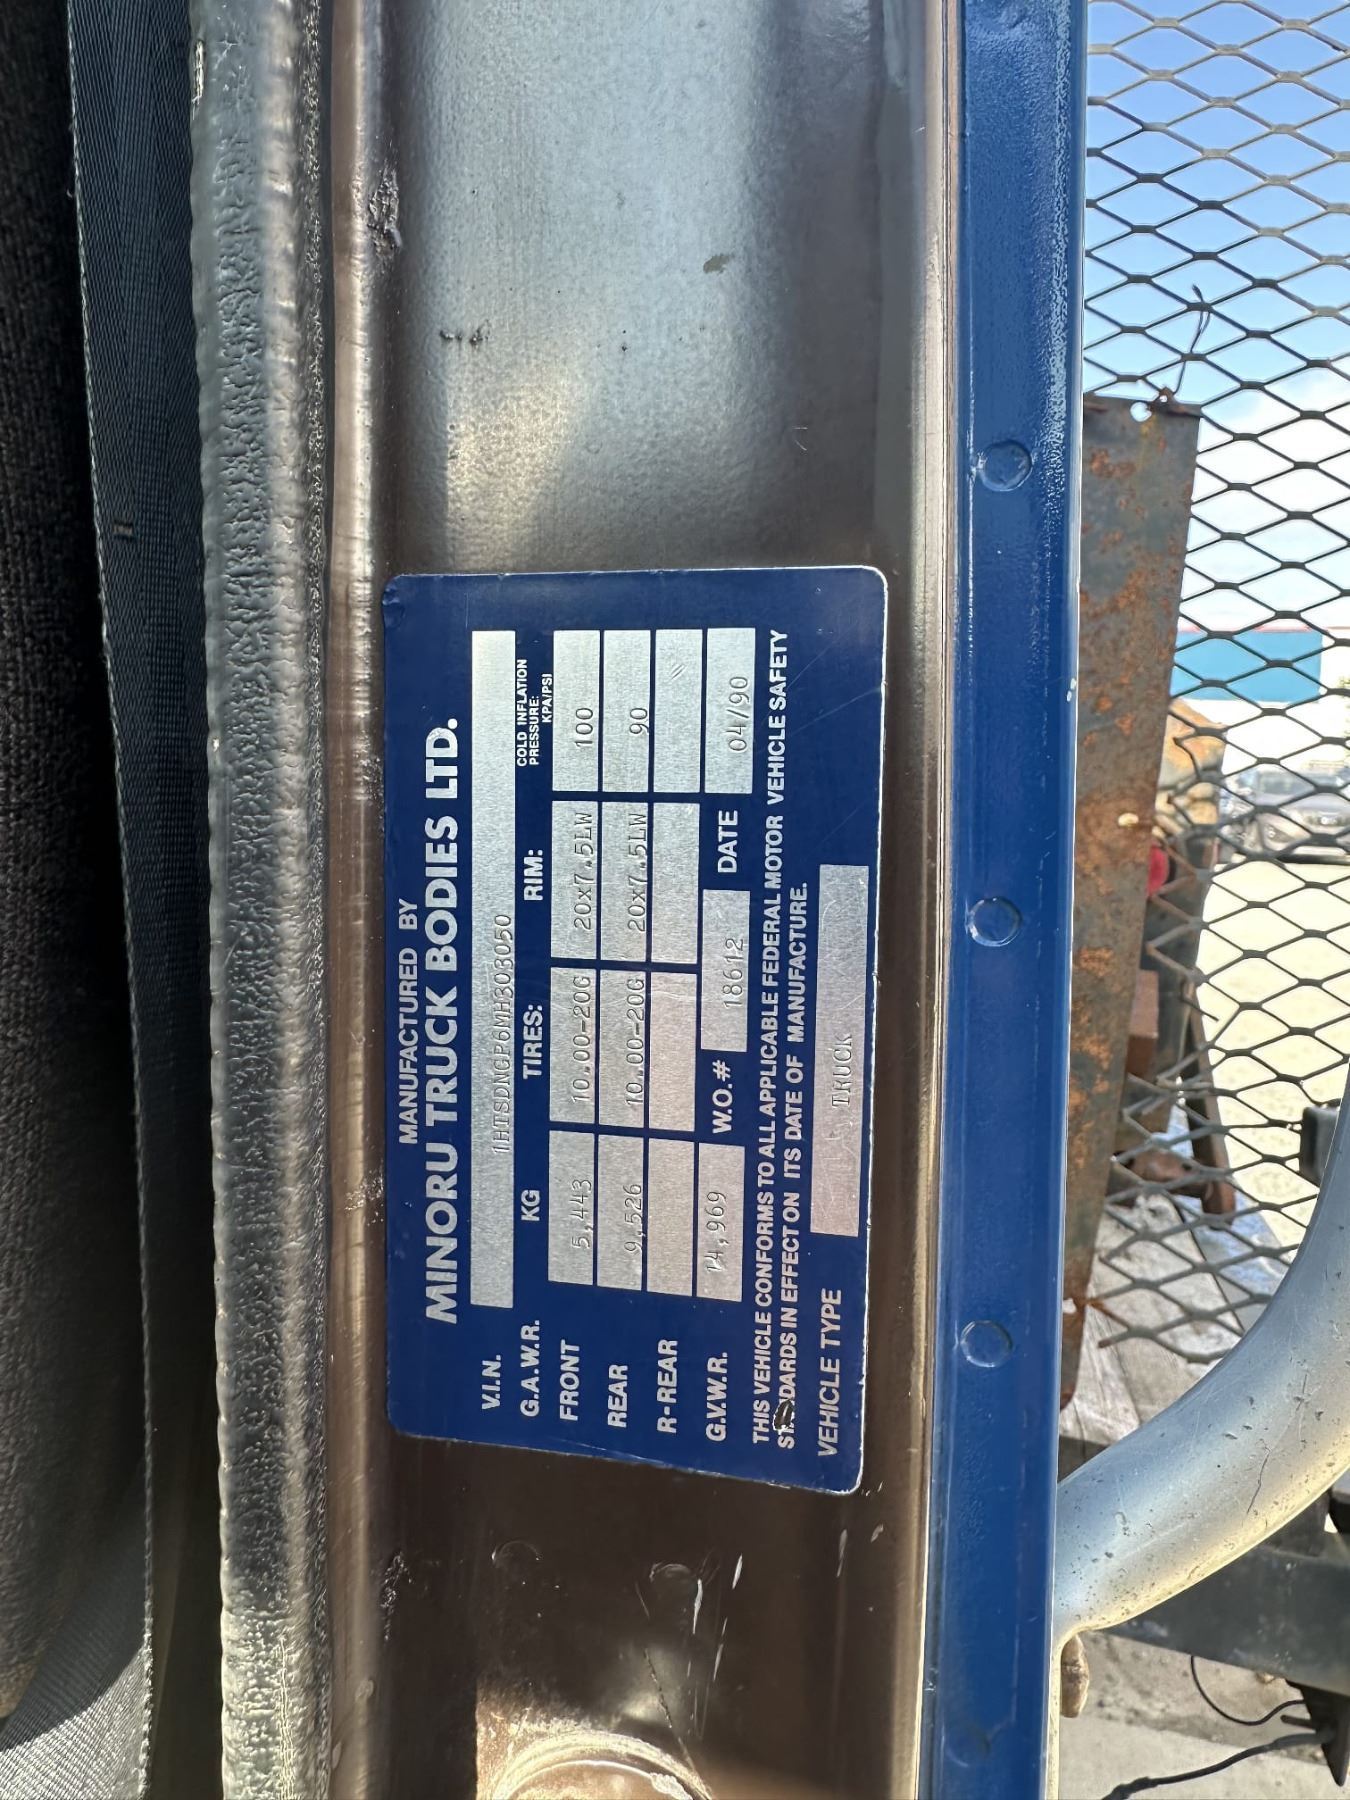 MANUFACTURED BY
MINORU TRUCK BODIES LTD.
V.I.N. 1HTSDNGP6MH303050
G.A.W.R. KG TIRES: RIM: COLD INFLATION PRESSURE: KPA/PSI
FRONT 5,443 10.00-20G 20x7.5LW 100
REAR 9,526 10.00-20G 20x7.5LW 90
R-REAR
G.V.W.R. 14,969 W.O.# 18612 DATE 04/90
THIS VEHICLE CONFORMS TO ALL APPLICABLE FEDERAL MOTOR VEHICLE SAFETY
STANDARDS IN EFFECT ON ITS DATE OF MANUFACTURE.
VEHICLE TYPE TRUCK